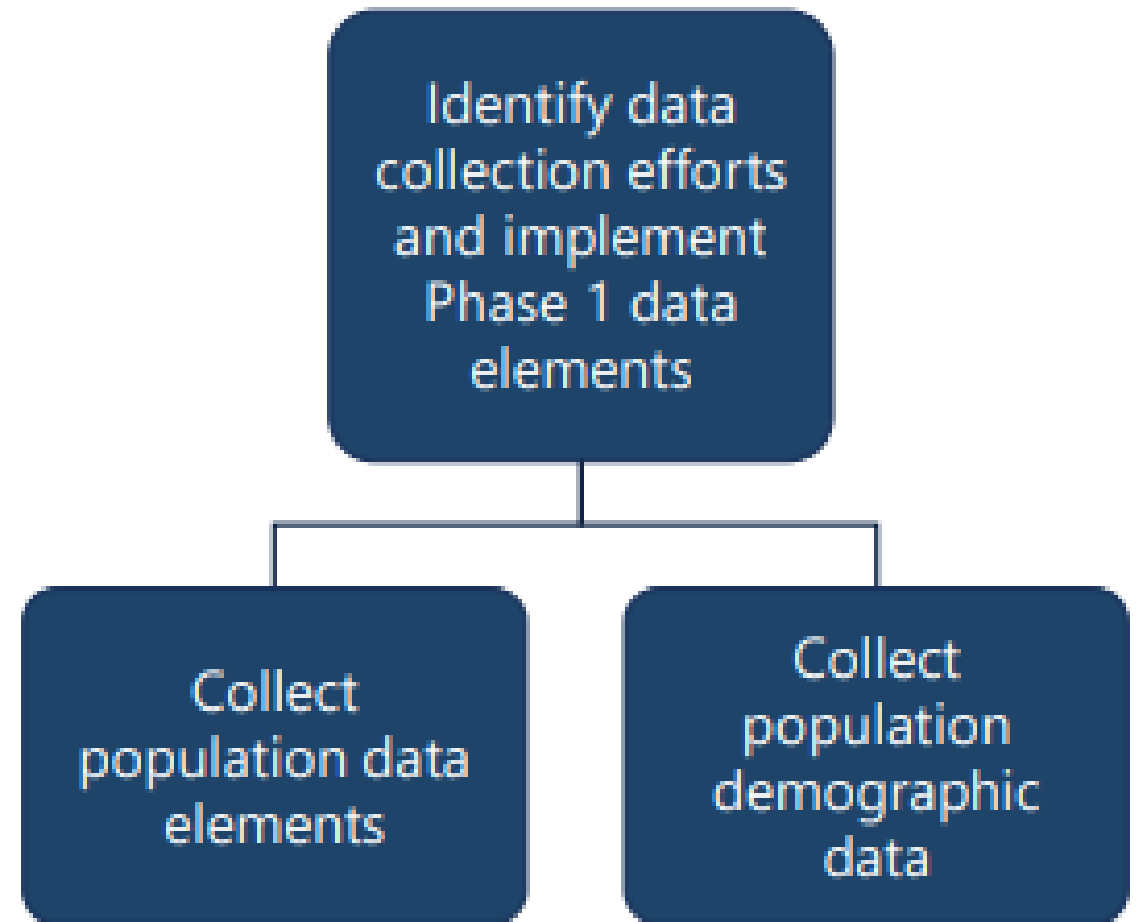 Identify data
collection efforts
and implement
Phase 1 data
elements
Collect
population data
elements
Collect
population
demographic
data